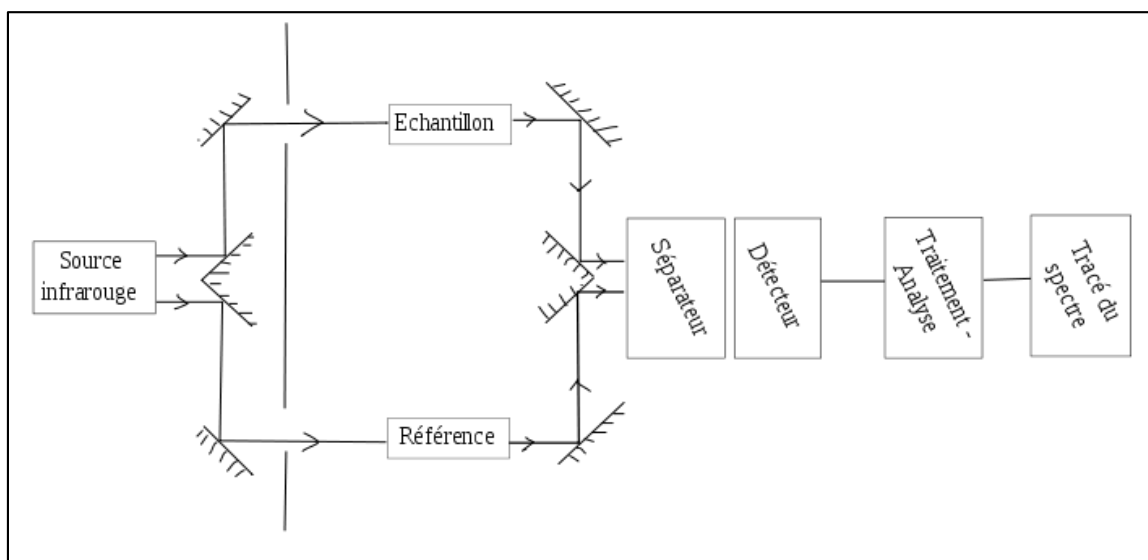 Echantillon
Source
infrarouge
Séparateur
Détecteur
Traitement -
Analyse
Tracé du
spectre
Référence